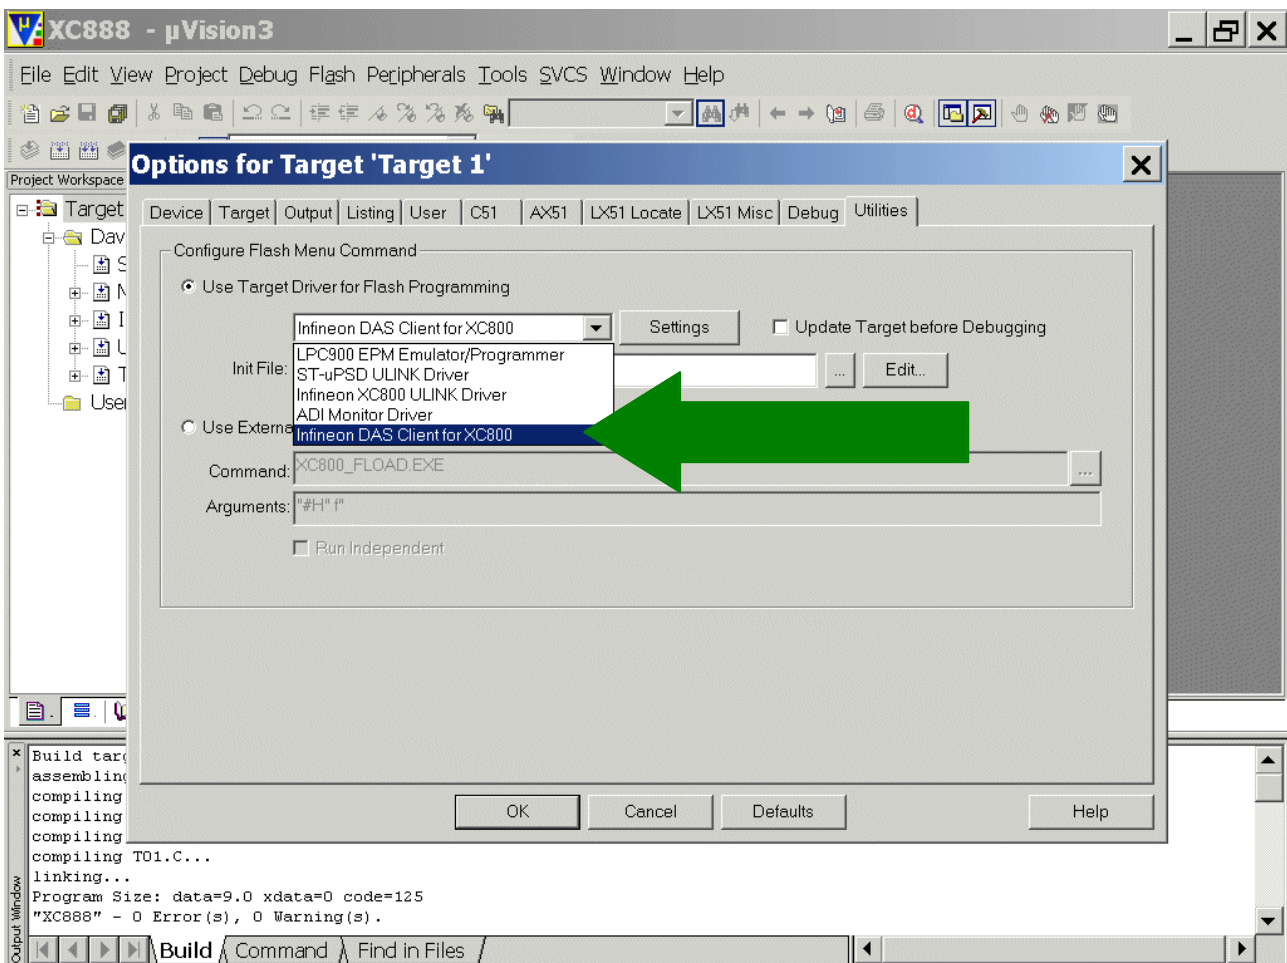 XC888 - µVision3
File Edit View Project Debug Flash Peripherals Tools SVCS Window Help
Options for Target 'Target 1'
Project Workspace
Device Target Output Listing User C51 AX51 LX51 Locate LX51 Misc Debug Utilities
Target
Dav
S
N
I
U
T
User
Configure Flash Menu Command
Use Target Driver for Flash Programming
Infineon DAS Client for XC800
Settings
Update Target before Debugging
LPC900 EPM Emulator/Programmer
ST-uPSD ULINK Driver
Infineon XC800 ULINK Driver
ADI Monitor Driver
Infineon DAS Client for XC800
Init File:
...
Edit...
Use Externa
Command:
XC800_FLOAD.EXE
...
Arguments:
"#H" f"
Run Independent
OK
Cancel
Defaults
Help
Build targ
assembling
compiling
compiling
compiling
compiling T01.C...
linking...
Program Size: data=9.0 xdata=0 code=125
"XC888" - 0 Error(s), 0 Warning(s).
Output Window
Build Command Find in Files